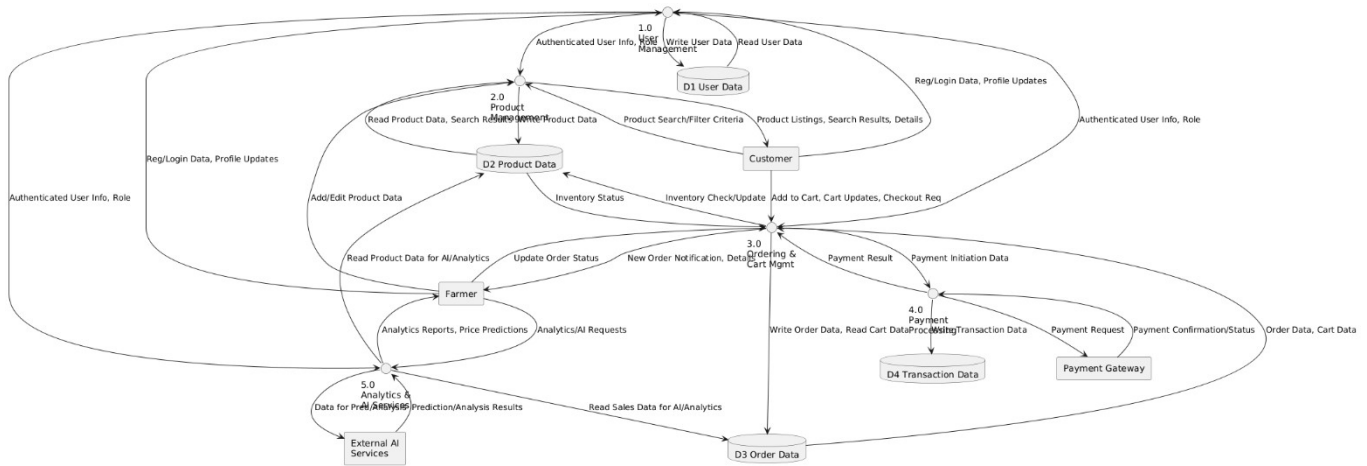 1.0
User
Management
Authenticated User Info, Role
Write User Data
Read User Data
D1 User Data
Reg/Login Data, Profile Updates
2.0
Product
Management
Read Product Data, Search Results
Write Product Data
Product Search/Filter Criteria
Product Listings, Search Results, Details
Authenticated User Info, Role
Customer
Reg/Login Data, Profile Updates
D2 Product Data
Authenticated User Info, Role
Add/Edit Product Data
Inventory Status
Inventory Check/Update
Add to Cart, Cart Updates, Checkout Req
3.0
Ordering &
Cart Mgmt
Read Product Data for AI/Analytics
Update Order Status
New Order Notification, Details
Payment Result
Payment Initiation Data
Farmer
4.0
Payment
Processing
Analytics Reports, Price Predictions
Analytics/AI Requests
Write Order Data, Read Cart Data
Write Transaction Data
Payment Request
Payment Confirmation/Status
Order Data, Cart Data
D4 Transaction Data
Payment Gateway
5.0
Analytics &
AI Services
Data for Pred/Analysis
Prediction/Analysis Results
Read Sales Data for AI/Analytics
External AI
Services
D3 Order Data